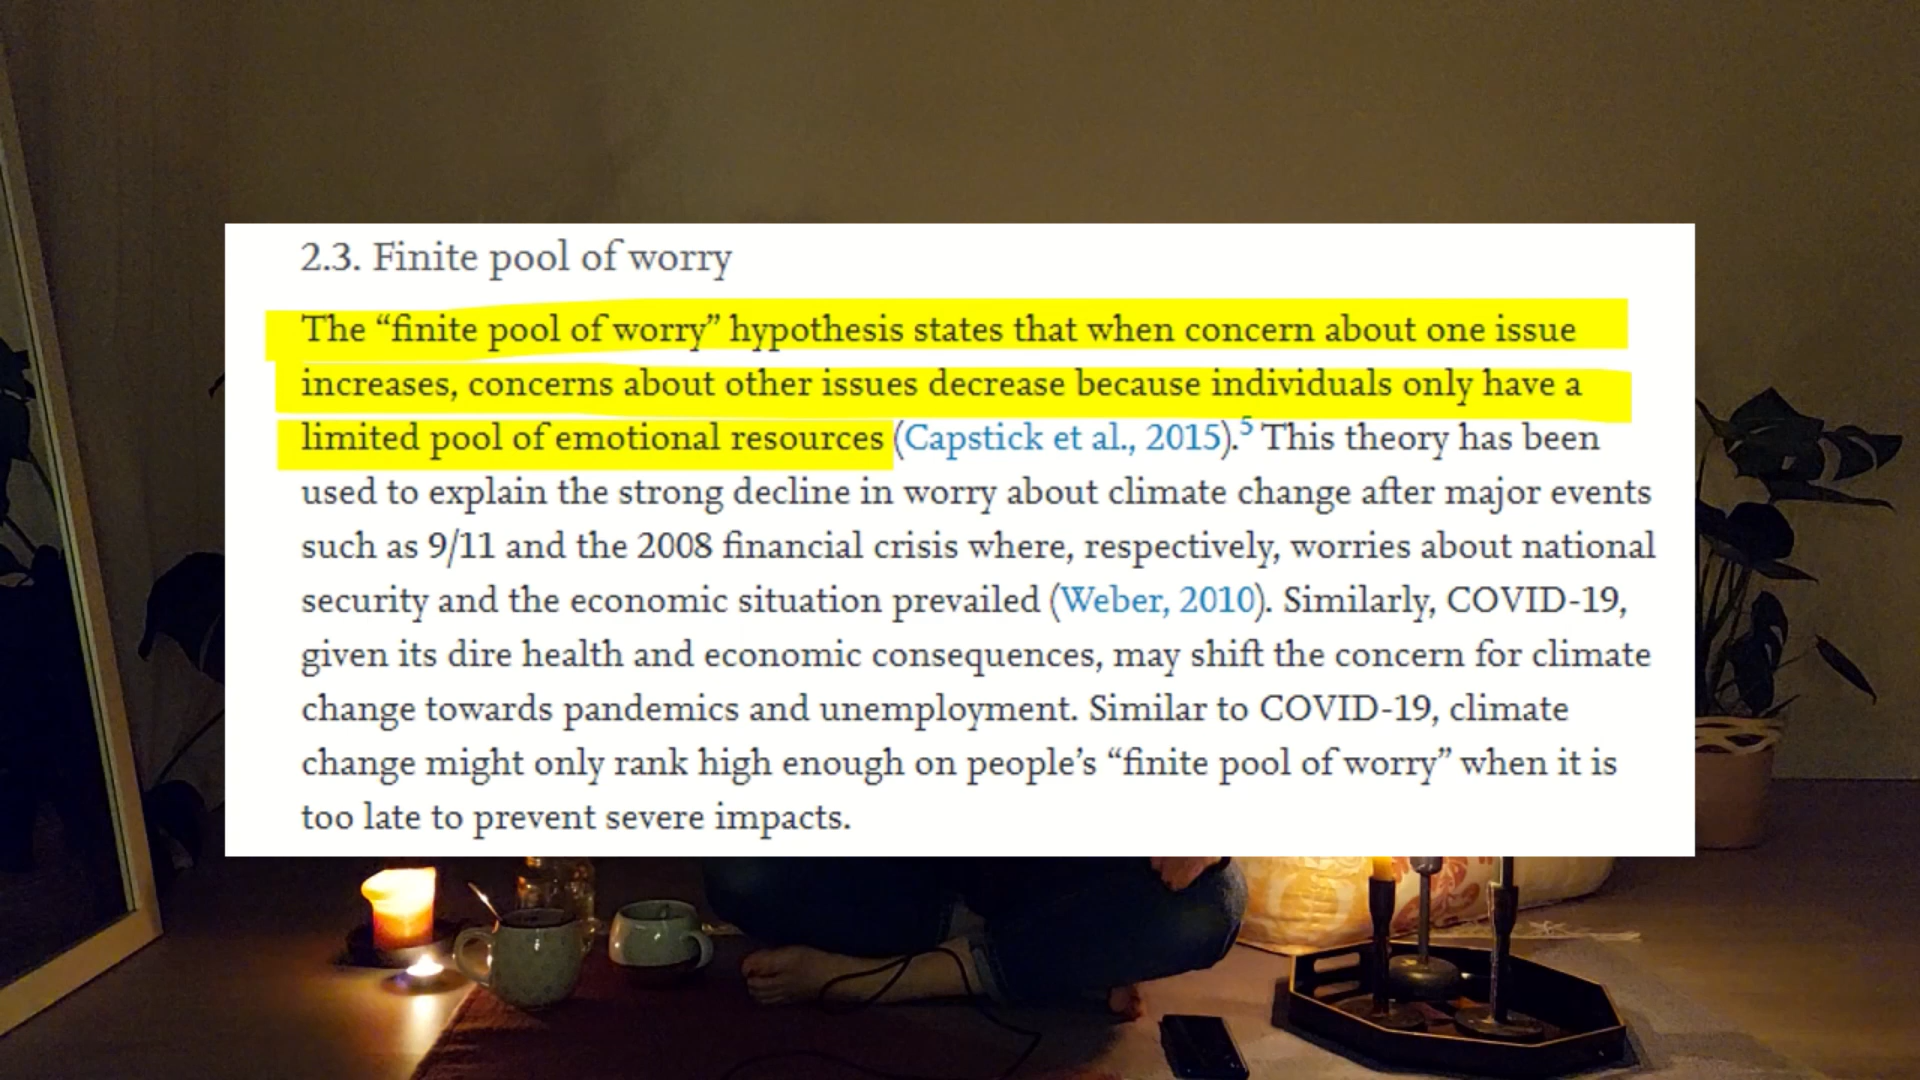 2.3. Finite pool of worry
The “finite pool of worry” hypothesis states that when concern about one issue
increases, concerns about other issues decrease because individuals only have a
limited pool of emotional resources (Capstick et al., 2015).⁵ This theory has been
used to explain the strong decline in worry about climate change after major events
such as 9/11 and the 2008 financial crisis where, respectively, worries about national
security and the economic situation prevailed (Weber, 2010). Similarly, COVID-19,
given its dire health and economic consequences, may shift the concern for climate
change towards pandemics and unemployment. Similar to COVID-19, climate
change might only rank high enough on people’s “finite pool of worry” when it is
too late to prevent severe impacts.